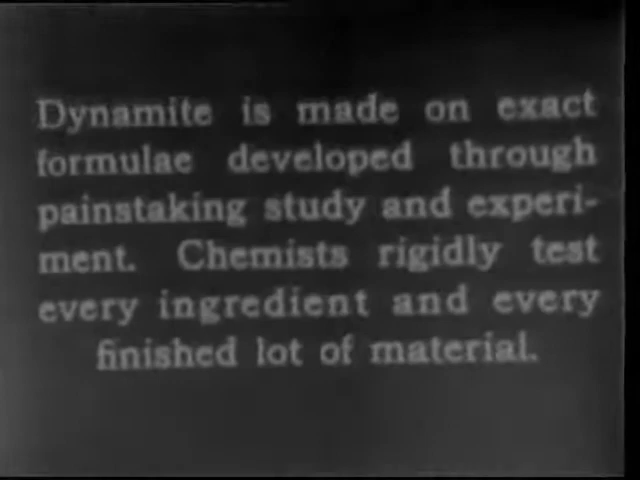 Dynamite is made on exact
formulae developed through
painstaking study and experi-
ment. Chemists rigidly test
every ingredient and every
finished lot of material.